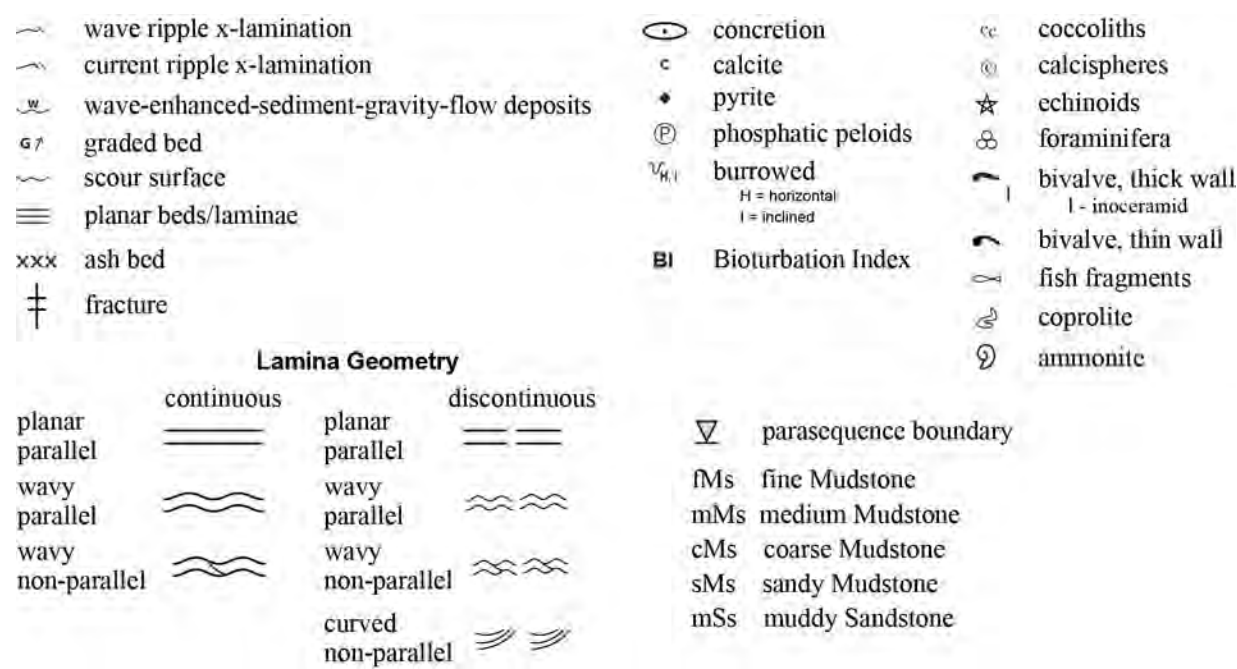 wave ripple x-lamination
current ripple x-lamination
W wave-enhanced-sediment-gravity-flow deposits
G graded bed
scour surface
planar beds/laminae
xxx ash bed
fracture
concretion
c calcite
pyrite
P phosphatic peloids
H, I burrowed
H = horizontal
I = inclined
BI Bioturbation Index
cc coccoliths
c calcispheres
echinoids
foraminifera
bivalve, thick wall
I I - inoceramid
bivalve, thin wall
fish fragments
coprolite
ammonite
Lamina Geometry
continuous
discontinuous
planar
parallel
planar
parallel
wavy
parallel
wavy
parallel
wavy
non-parallel
wavy
non-parallel
curved
non-parallel
parasequence boundary
fMs fine Mudstone
mMs medium Mudstone
cMs coarse Mudstone
sMs sandy Mudstone
mSs muddy Sandstone